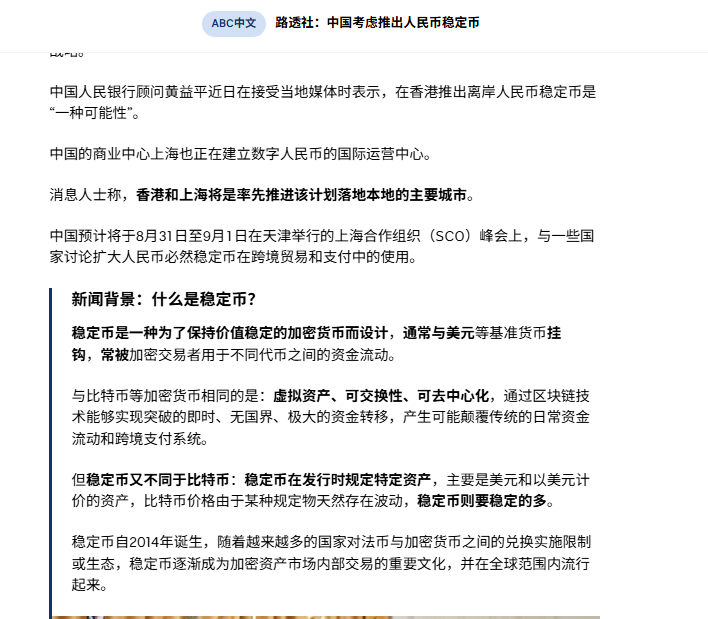 ABC中文 路透社：中国考虑推出人民币稳定币
战略。
中国人民银行顾问黄益平近日在接受当地媒体时表示，在香港推出离岸人民币稳定币是
“一种可能性”。
中国的商业中心上海也正在建立数字人民币的国际运营中心。
消息人士称，香港和上海将是率先推进该计划落地本地的主要城市。
中国预计将于8月31日至9月1日在天津举行的上海合作组织（SCO）峰会上，与一些国
家讨论扩大人民币必然稳定币在跨境贸易和支付中的使用。
新闻背景：什么是稳定币？
稳定币是一种为了保持价值稳定的加密货币而设计，通常与美元等基准货币挂
钩，常被加密交易者用于不同代币之间的资金流动。
与比特币等加密货币相同的是：虚拟资产、可交换性、可去中心化，通过区块链技
术能够实现突破的即时、无国界、极大的资金转移，产生可能颠覆传统的日常资金
流动和跨境支付系统。
但稳定币又不同于比特币：稳定币在发行时规定特定资产，主要是美元和以美元计
价的资产，比特币价格由于某种规定物天然存在波动，稳定币则要稳定的多。
稳定币自2014年诞生，随着越来越多的国家对法币与加密货币之间的兑换实施限制
或生态，稳定币逐渐成为加密资产市场内部交易的重要文化，并在全球范围内流行
起来。